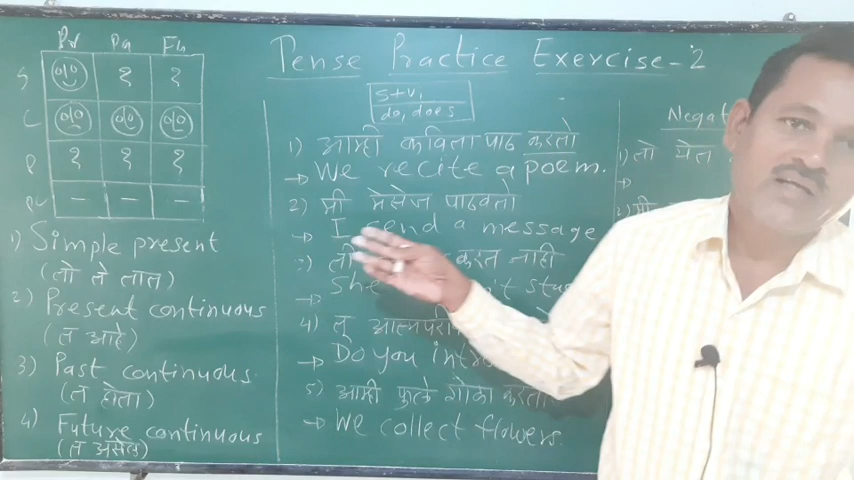 Pr Pa Fu
S
C
P
Tense Practice Exercise-2
S+V₁
do, does
1) Simple present
(तो ते तात)
2) Present continuous
(त आहे)
3) Past continuous.
(त होता)
4) Future continuous
(त असेल)
1) आम्ही कविता पाठ करतो
→ We recite a poem.
2) मी मेसेज पाठवतो
→ I send a message
ती करत नाही
→ She
4) तू
→ Do you
5) आम्ही फुले गोळा करतो
→ We collect flowers.
1) तो येत
→
2) मी